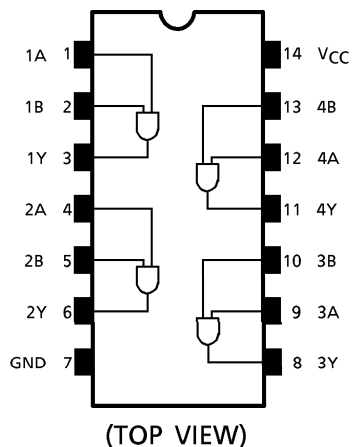 1A 1 14 VCC
1B 2 13 4B
1Y 3 12 4A
2A 4 11 4Y
2B 5 10 3B
2Y 6 9 3A
GND 7 8 3Y
(TOP VIEW)